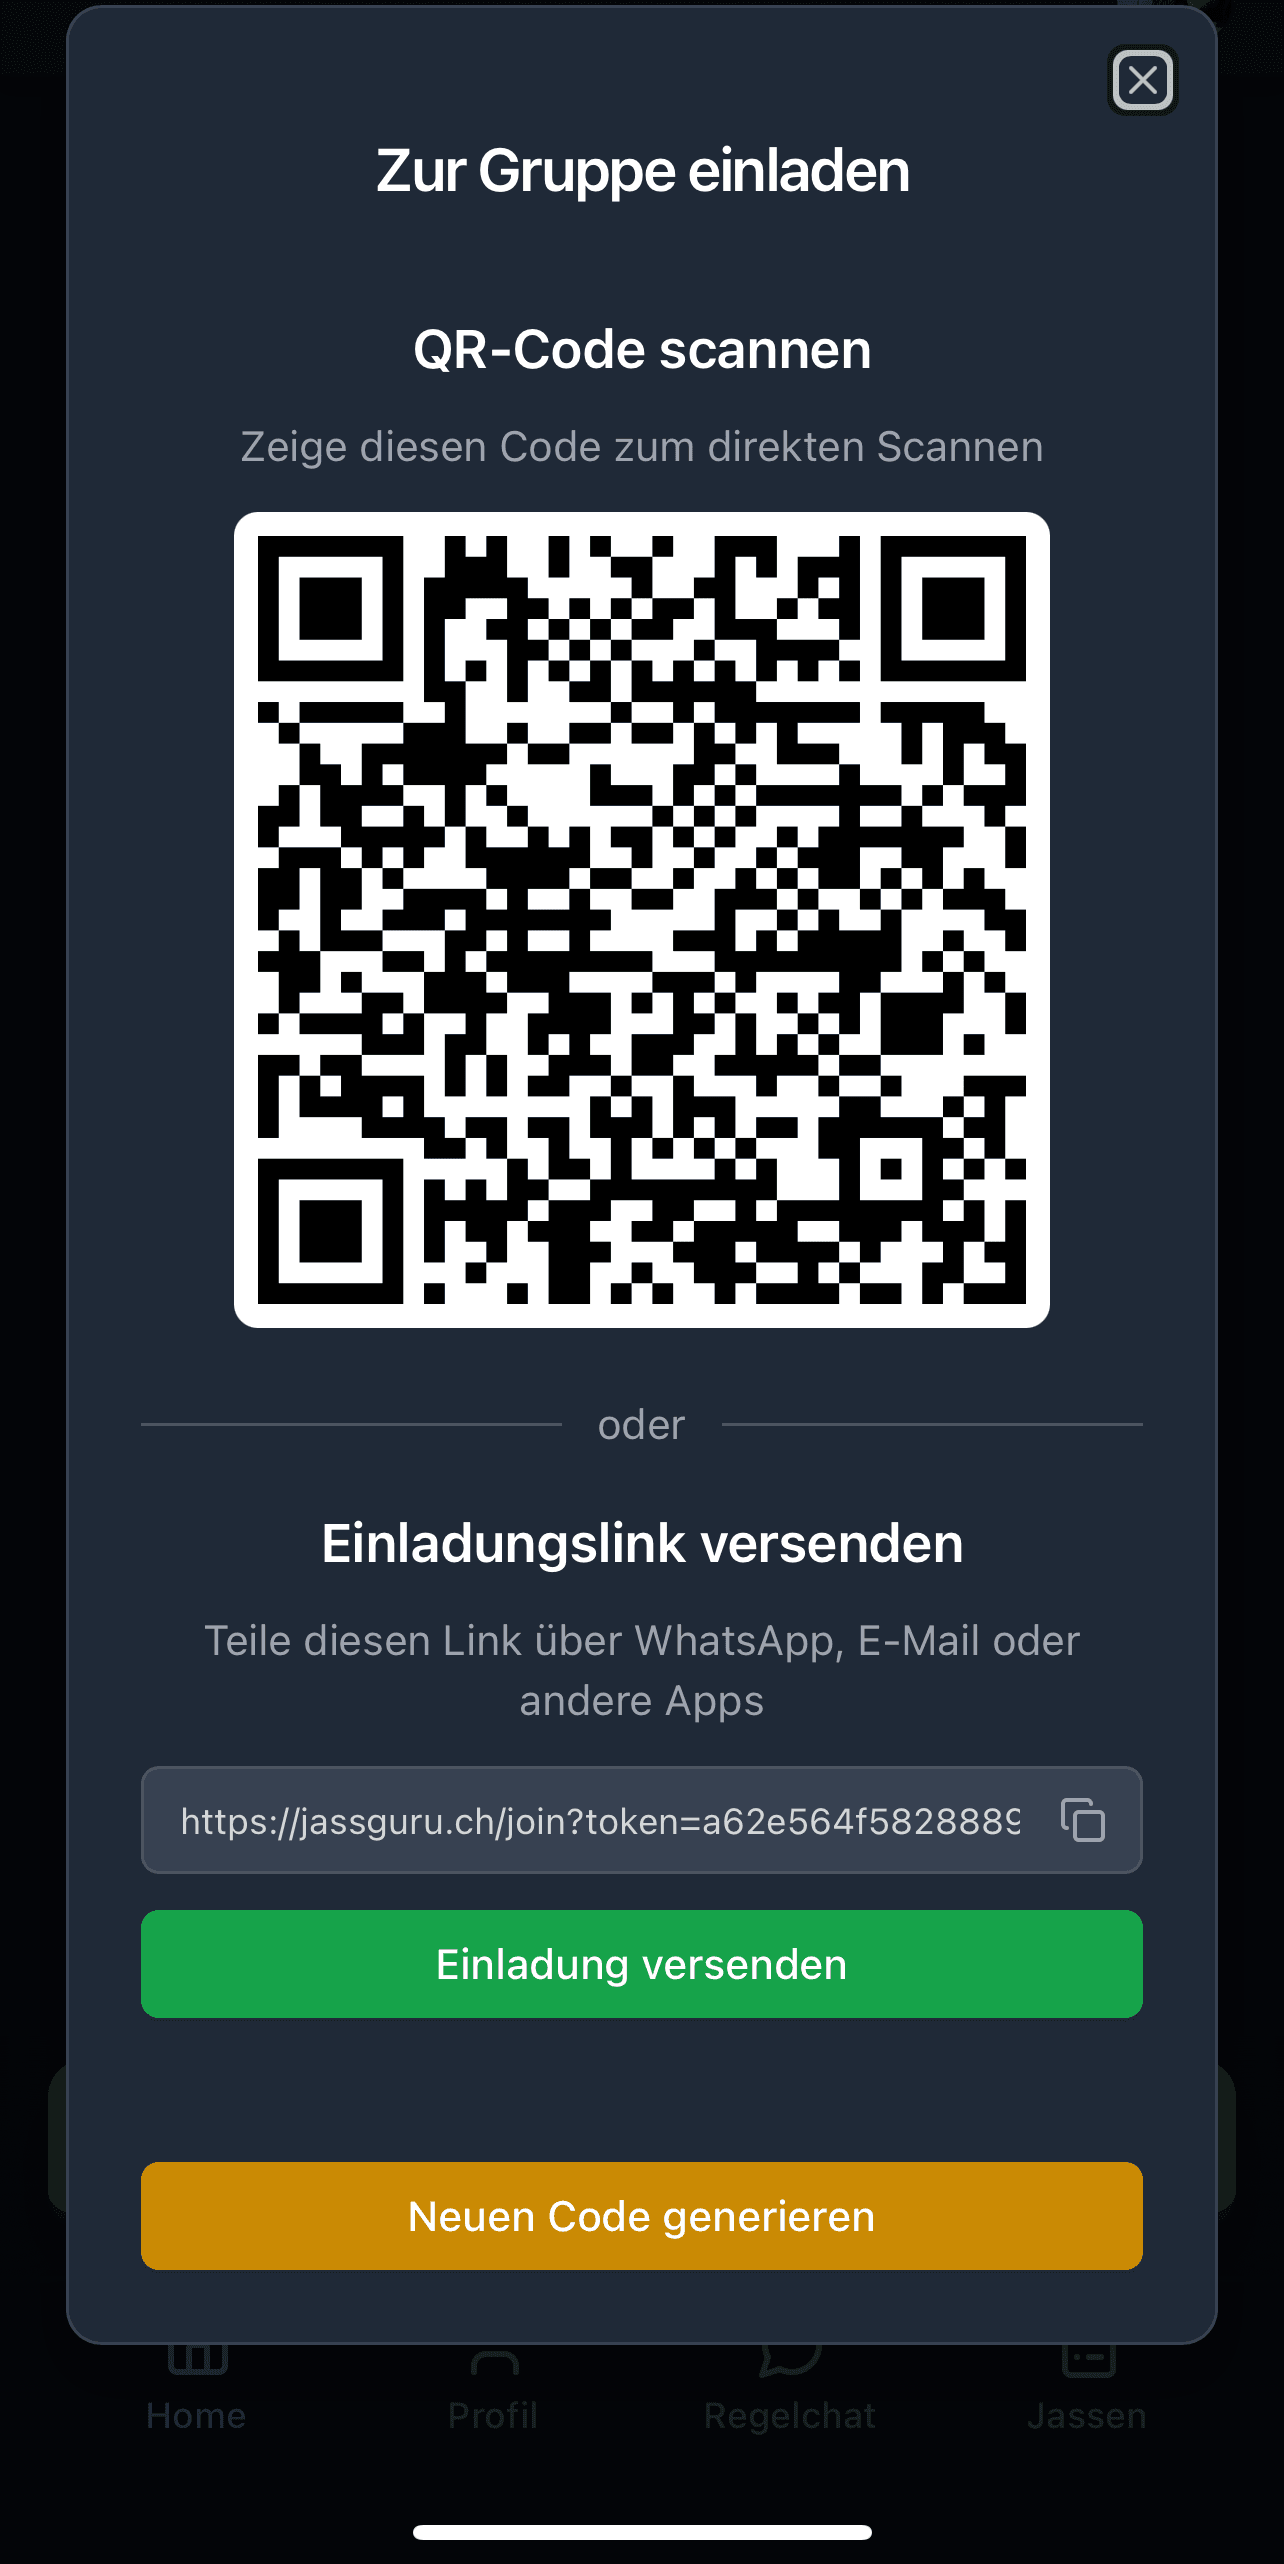 Zur Gruppe einladen
QR-Code scannen
Zeige diesen Code zum direkten Scannen
oder
Einladungslink versenden
Teile diesen Link über WhatsApp, E-Mail oder
andere Apps
https://jassguru.ch/join?token=a62e564f5828889
Einladung versenden
Neuen Code generieren
Home Profil Regelchat Jassen